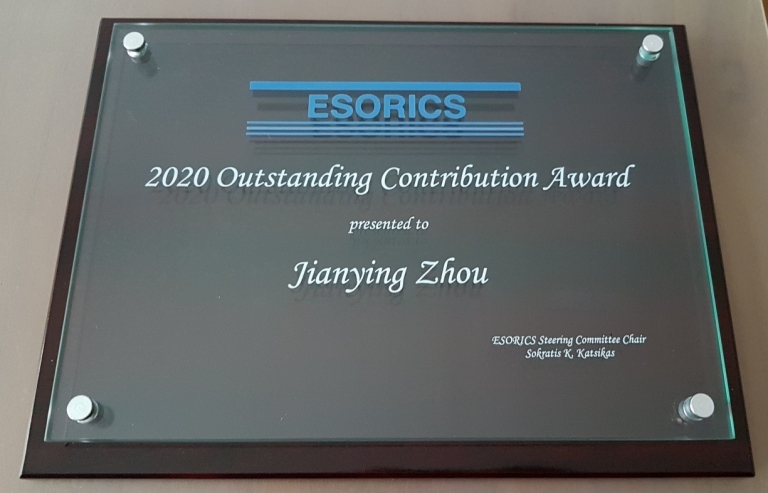 ESORICS
2020 Outstanding Contribution Award
presented to
Jianying Zhou
ESORICS Steering Committee Chair
Sokratis K. Katsikas